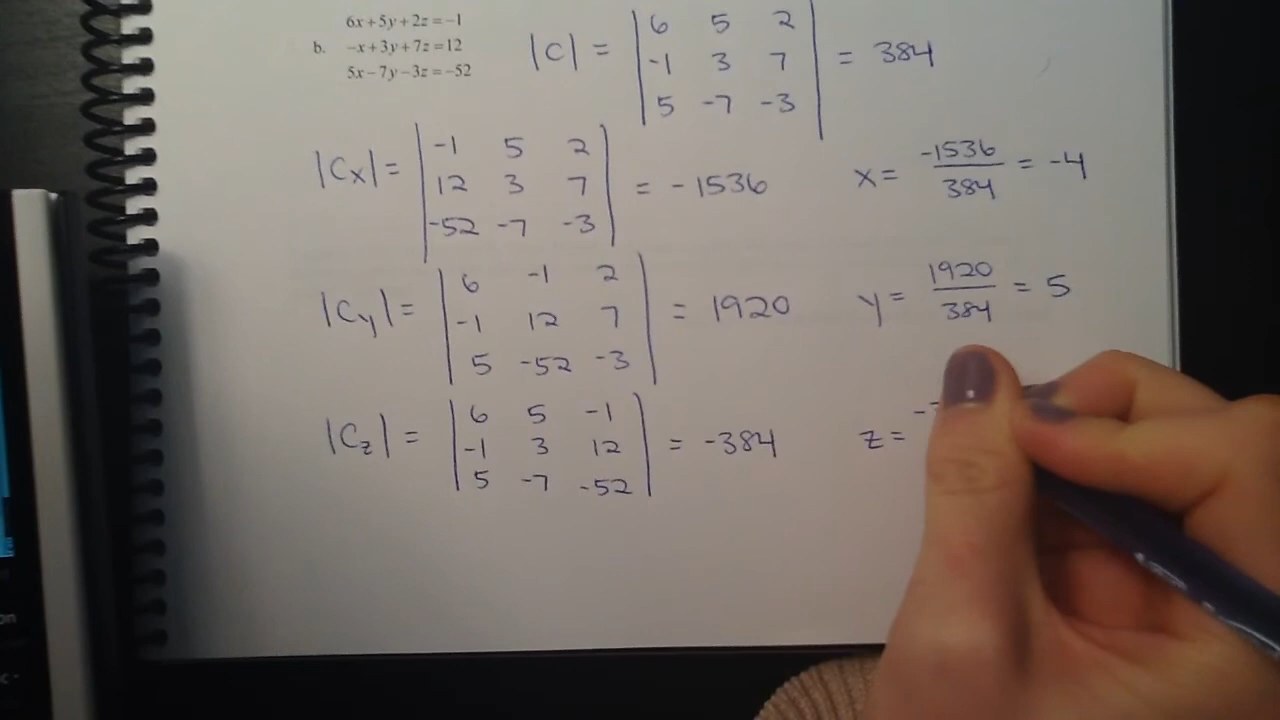 6x+5y+2z=-1
b. -x+3y+7z=12
5x-7y-3z=-52
|C| = | 6 5 2 | = 384
| -1 3 7 |
| 5 -7 -3 |
|Cx| = | -1 5 2 | = -1536 x = -1536/384 = -4
| 12 3 7 |
| -52 -7 -3 |
|Cy| = | 6 -1 2 | = 1920 y = 1920/384 = 5
| -1 12 7 |
| 5 -52 -3 |
|Cz| = | 6 5 -1 | = -384 z =
| -1 3 12 |
| 5 -7 -52 |